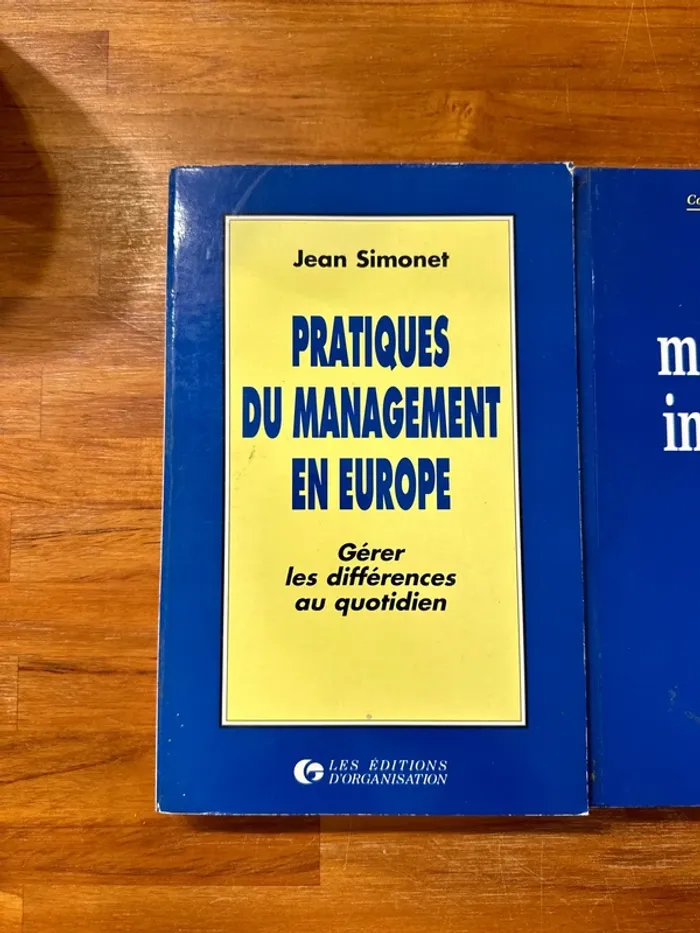 Jean Simonet
PRATIQUES
DU MANAGEMENT
EN EUROPE
Gérer
les différences
au quotidien
LES ÉDITIONS
D'ORGANISATION